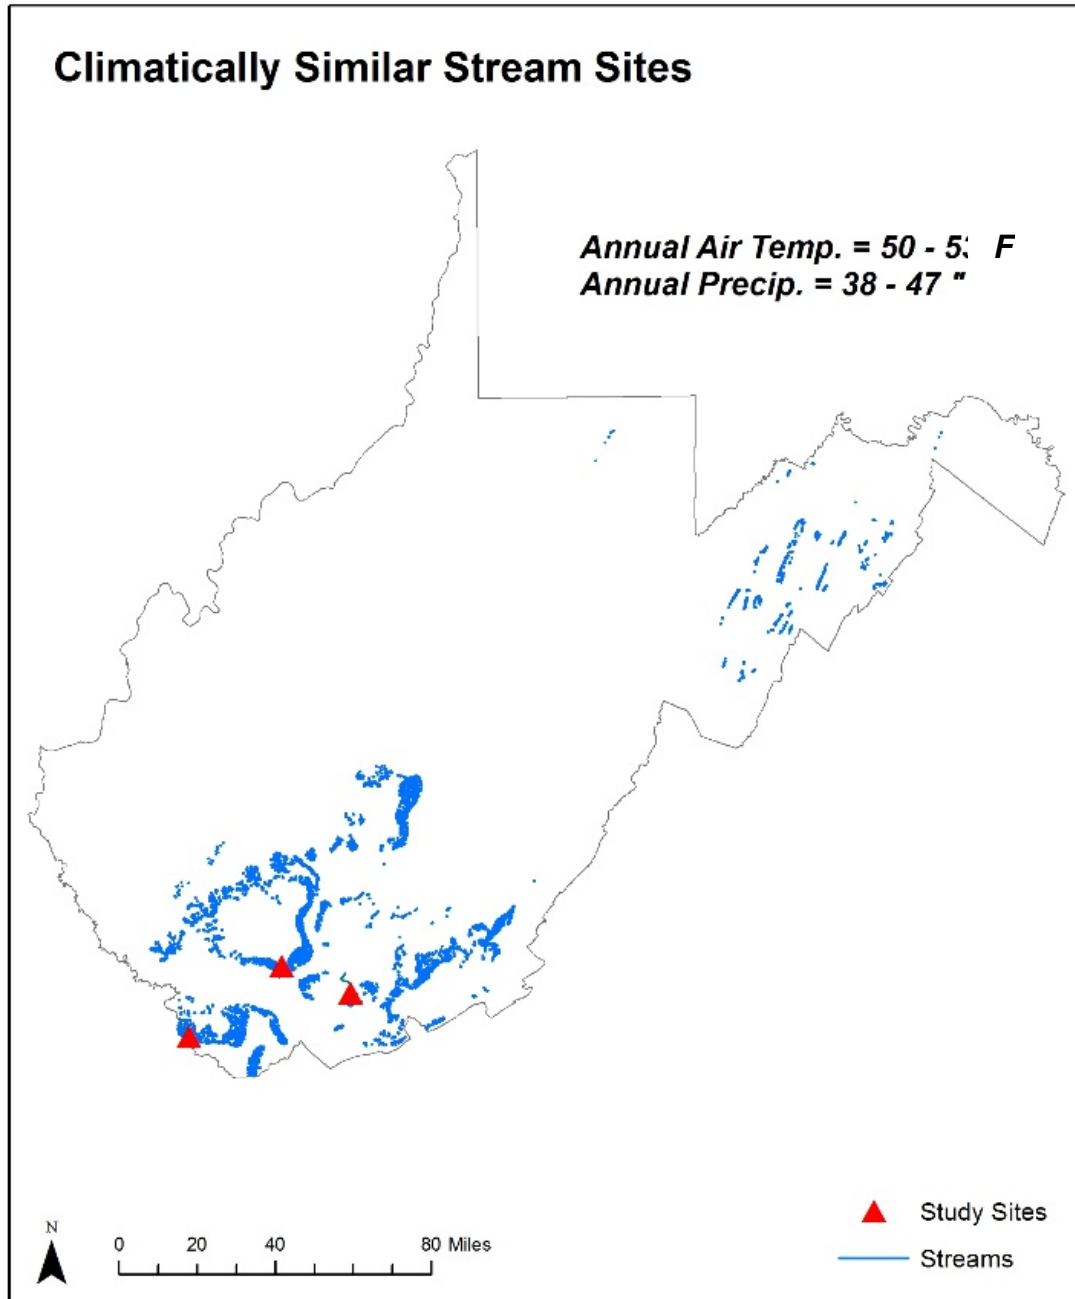 Climatically Similar Stream Sites
Annual Air Temp. = 50 - F
Annual Precip. = 38 - 47 "
Study Sites
Streams
N
0 20 40 80 Miles